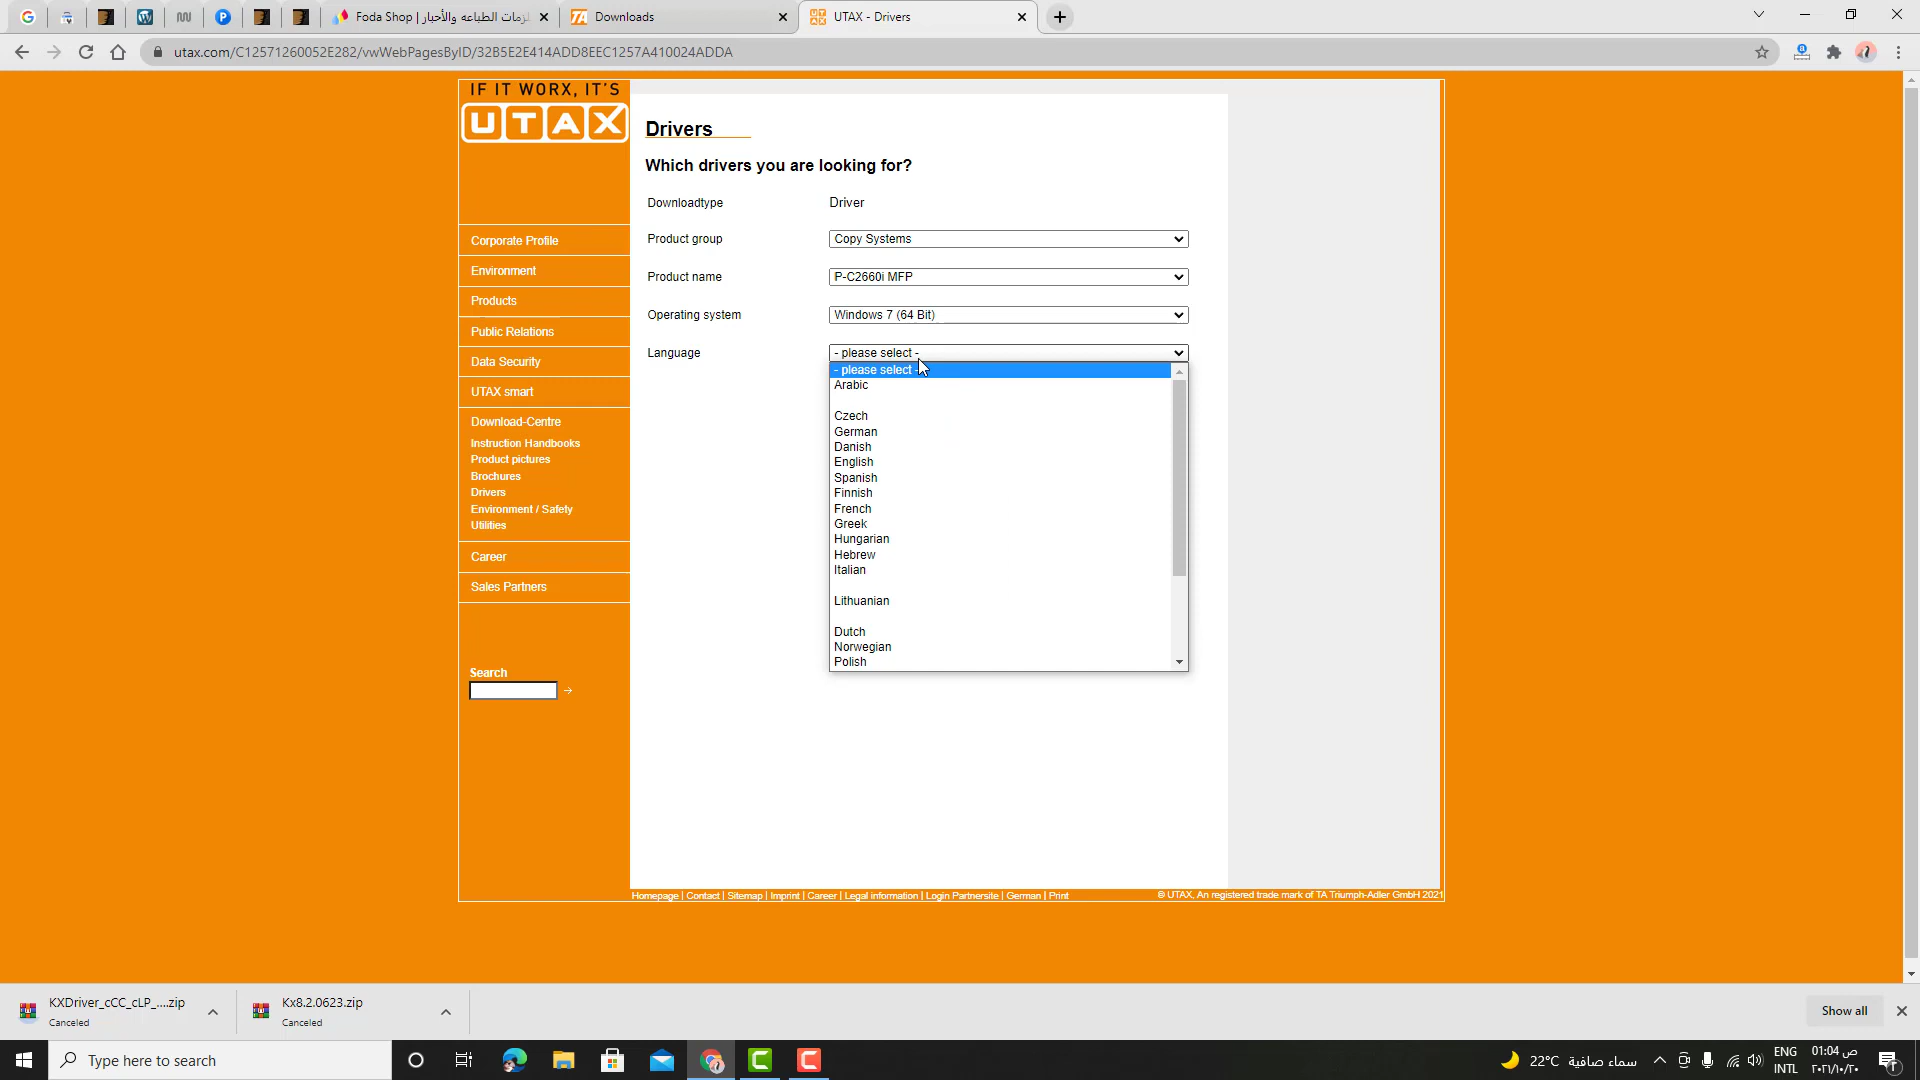 Foda Shop | زمات الطباعه والأحبار
Downloads
UTAX - Drivers
utax.com/C12571260052E282/vwWebPagesByID/32B5E2E414ADD8EEC1257A410024ADDA
IF IT WORX, IT'S
UTAX
Drivers
Which drivers you are looking for?
Downloadtype
Driver
Product group
Copy Systems
Product name
P-C2660i MFP
Operating system
Windows 7 (64 Bit)
Language
- please select -
- please select -
Arabic
Czech
German
Danish
English
Spanish
Finnish
French
Greek
Hungarian
Hebrew
Italian
Lithuanian
Dutch
Norwegian
Polish
Corporate Profile
Environment
Products
Public Relations
Data Security
UTAX smart
Download-Centre
Instruction Handbooks
Product pictures
Brochures
Drivers
Environment / Safety
Utilities
Career
Sales Partners
Search
Homepage | Contact | Sitemap | Imprint | Career | Legal information | Login Partnersite | German | Print
© UTAX, An registered trade mark of TA Triumph-Adler GmbH 2021
KXDriver_cCC_cLP_....zip
Canceled
Kx8.2.0623.zip
Canceled
Show all
Type here to search
22°C سماء صافية
ENG
INTL
01:04 ص
٢٠٢١/١٠/٢٠